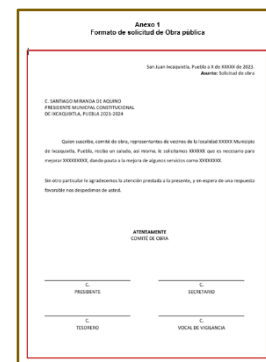 Anexo 1
Formato de solicitud de Obra pública
San Juan Ixcaquixtla, Puebla a 4 de XXXXX de 2023.
Asunto: Solicitud de obra
C. SANTIAGO MIRANDA DE AQUINO
PRESIDENTE MUNICIPAL CONSTITUCIONAL
DE IXCAQUIXTLA, PUEBLA 2021-2024
Quien suscribe, comité de obra, representantes de vecinos de la localidad XXXXX Municipio
de Ixcaquixtla, Puebla, reciba un saludo, así mismo, le solicitamos XXXXXX que es necesario para
mejorar XXXXXXXXX, dando pauta a la mejora de algunos servicios como XXXXXXXX.
Sin otro particular le agradecemos la atención prestada a la presente, y en espera de una respuesta
favorable nos despedimos de usted.
ATENTAMENTE
COMITÉ DE OBRA
C. C.
PRESIDENTE SECRETARIO
C. C.
TESORERO VOCAL DE VIGILANCIA